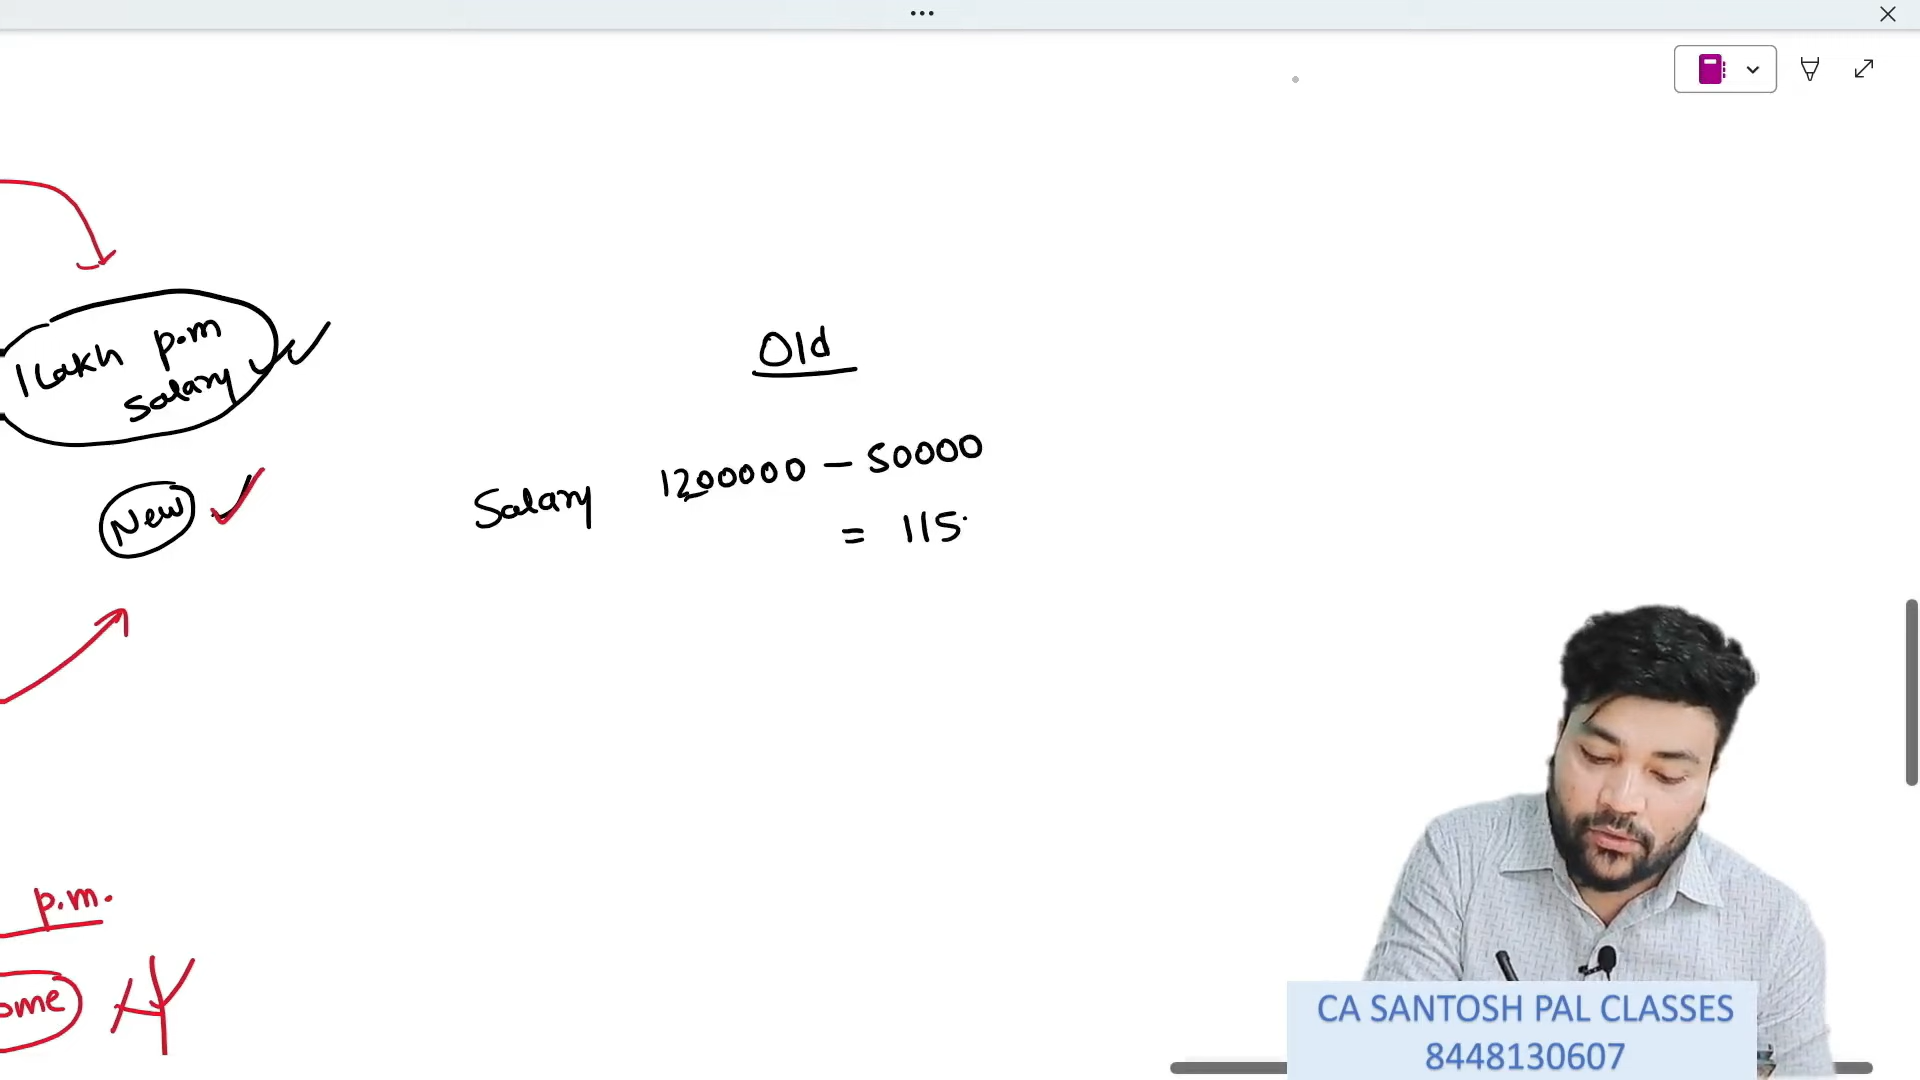 1 Lakh p.m
Salary
New
p.m.
ome
Old
Salary 1200000 – 50000
= 115
CA SANTOSH PAL CLASSES
8448130607